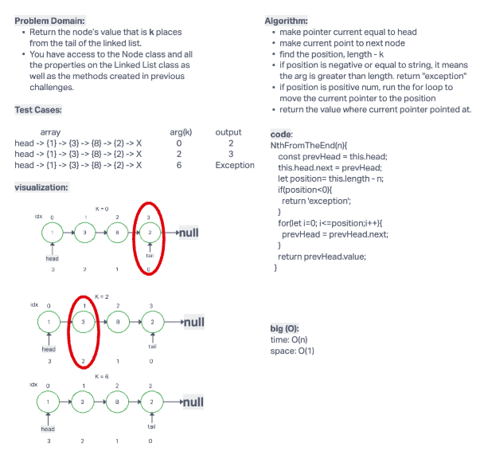 Problem Domain:
• Return the node's value that is k places
from the tail of the linked list.
• You have access to the Node class and all
the properties on the Linked List class as
well as the methods created in previous
challenges.
Test Cases:
array arg(k) output
head -> {1} -> {3} -> {8} -> {2} -> X 0 2
head -> {1} -> {3} -> {8} -> {2} -> X 2 3
head -> {1} -> {3} -> {8} -> {2} -> X 6 Exception
visualization:
K = 0
idx 0 1 2 3
1 3 8 2 null
head tail
3 2 1 0
K = 2
idx 0 1 2 3
1 3 8 2 null
head tail
3 2 1 0
K = 6
idx 0 1 2 2
1 2 8 2 null
head tail
3 2 1 0
Algorithm:
• make pointer current equal to head
• make current point to next node
• find the position, length - k
• if position is negative or equal to string, it means
the arg is greater than length. return "exception"
• if position is positive num, run the for loop to
move the current pointer to the position
• return the value where current pointer pointed at.
code:
NthFromTheEnd(n){
const prevHead = this.head;
this.head.next = prevHead;
let position= this.length - n;
if(position<0){
return 'exception';
}
for(let i=0; i<=position;i++){
prevHead = prevHead.next;
}
return prevHead.value;
}
big (O):
time: O(n)
space: O(1)